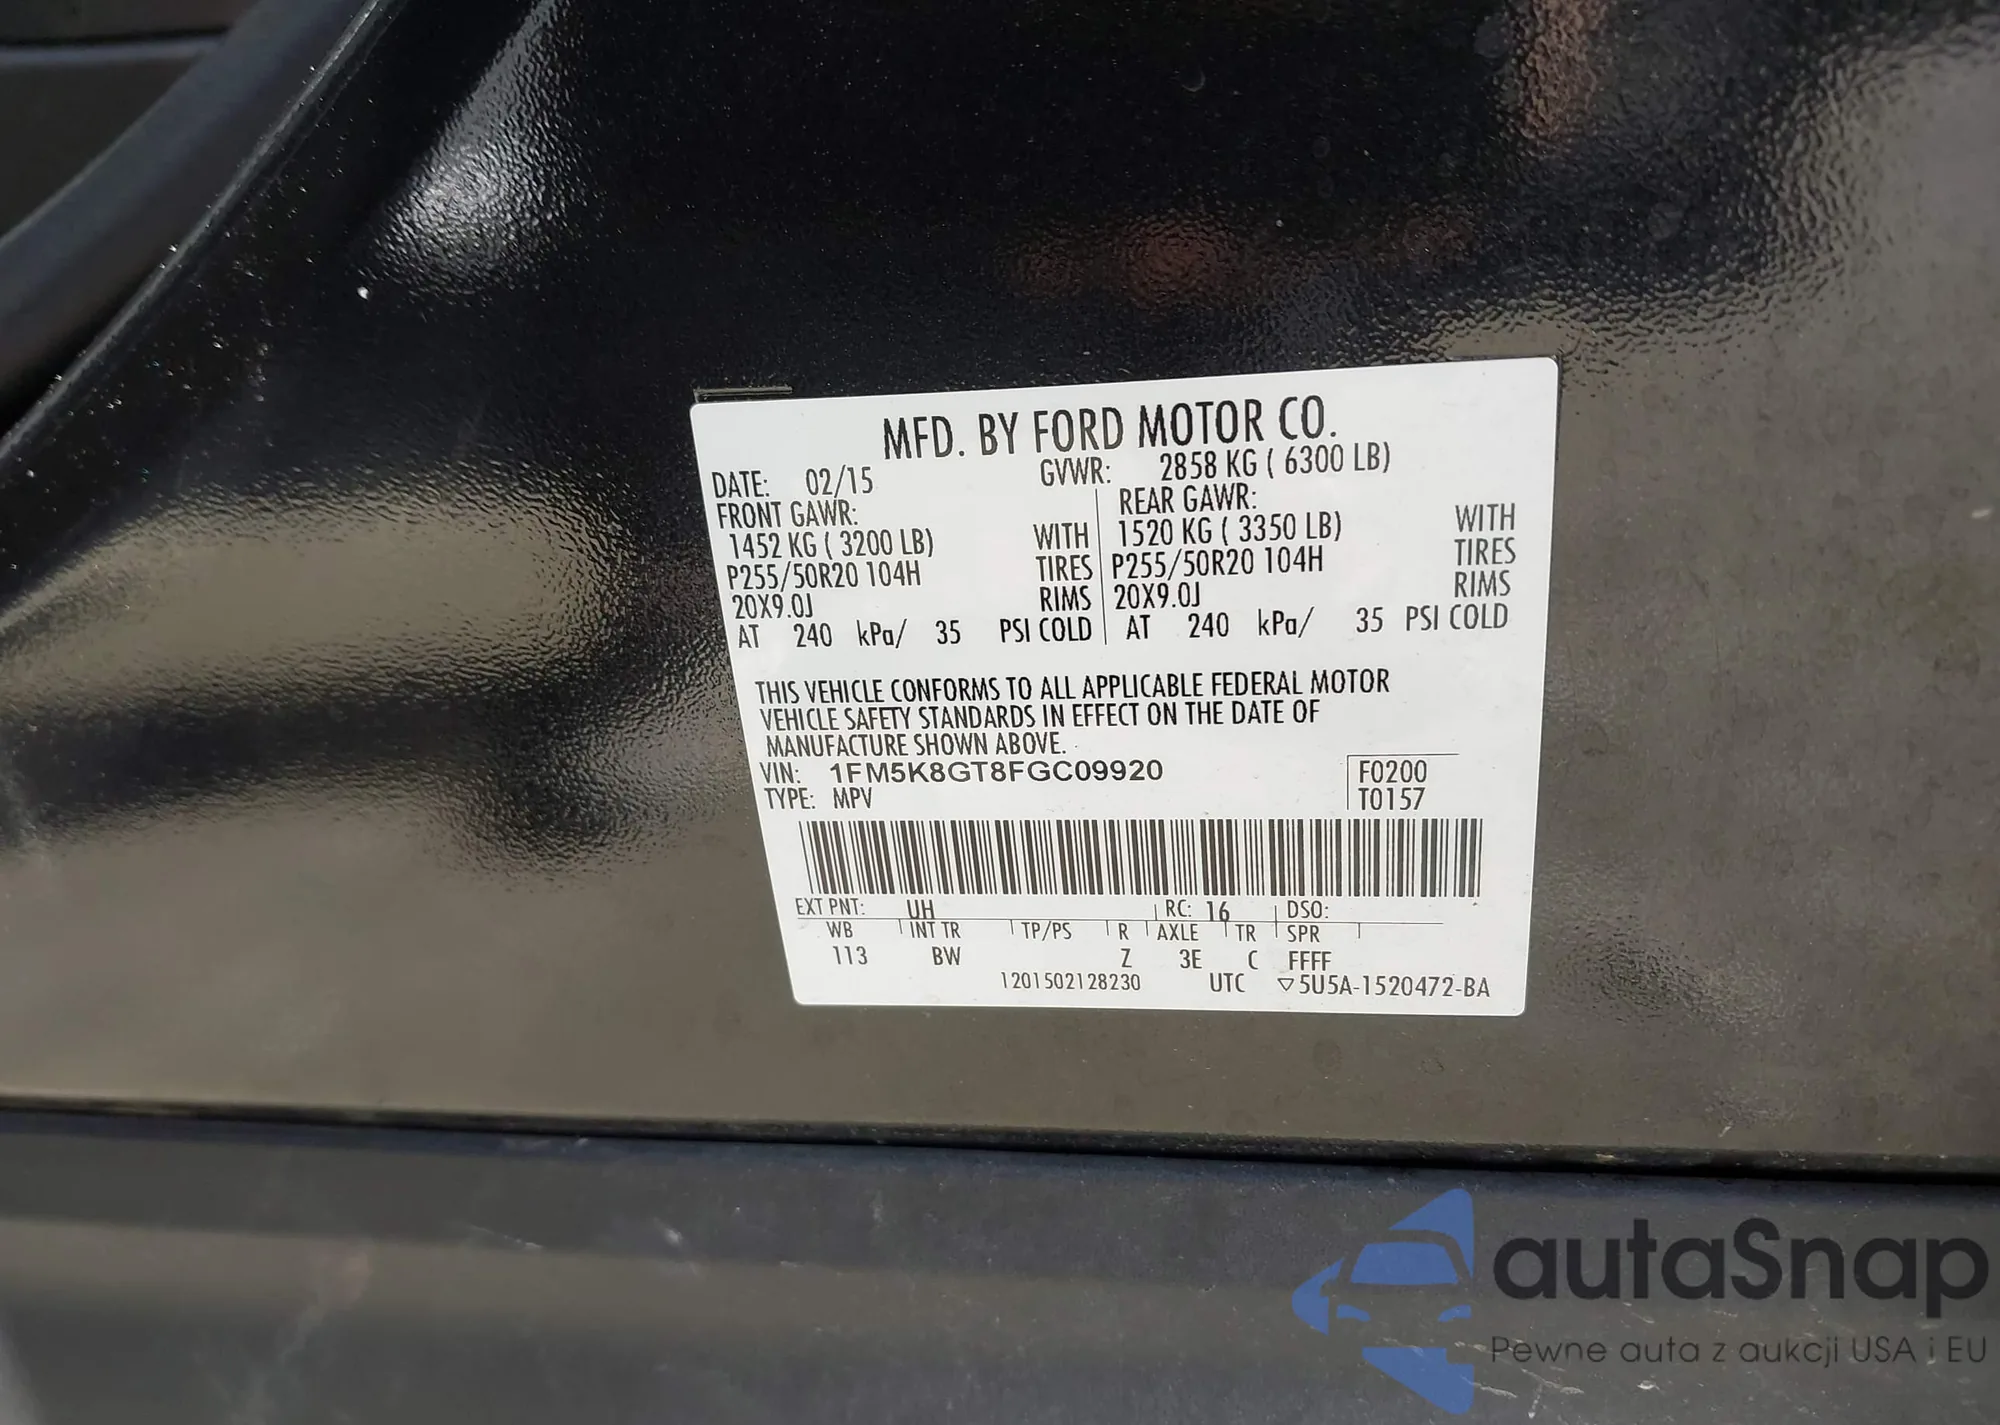 MFD. BY FORD MOTOR CO.
DATE: 02/15 GVWR: 2858 KG ( 6300 LB)
FRONT GAWR: REAR GAWR:
1452 KG ( 3200 LB) WITH 1520 KG ( 3350 LB) WITH
P255/50R20 104H TIRES P255/50R20 104H TIRES
20X9.0J RIMS 20X9.0J RIMS
AT 240 kPa/ 35 PSI COLD AT 240 kPa/ 35 PSI COLD
THIS VEHICLE CONFORMS TO ALL APPLICABLE FEDERAL MOTOR
VEHICLE SAFETY STANDARDS IN EFFECT ON THE DATE OF
MANUFACTURE SHOWN ABOVE.
VIN: 1FM5K8GT8FGC09920 F0200
TYPE: MPV T0157
EXT PNT: UH RC: 16 DSO:
WB INT TR TP/PS R AXLE TR SPR
113 BW Z 3E C FFFF
1201502128230 UTC ▽5U5A-1520472-BA
autaSnap
Pewne auta z aukcji USA i EU